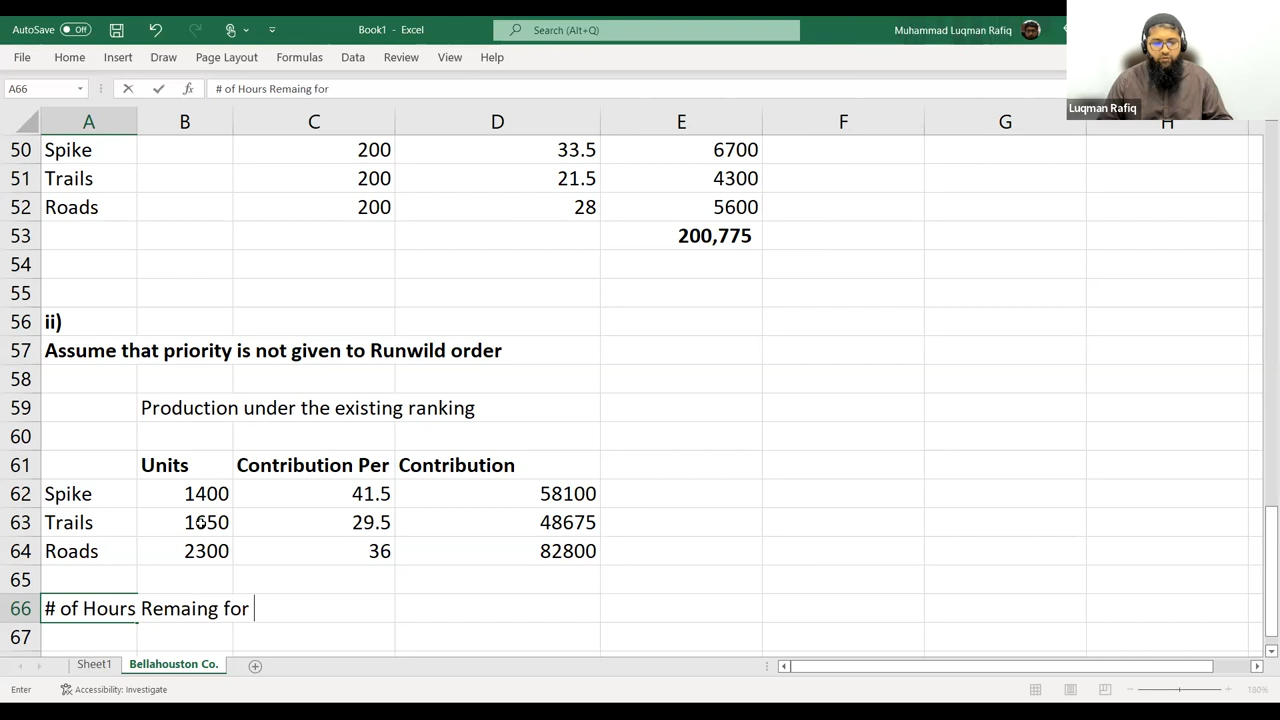 AutoSave Off Book1 - Excel Search (Alt+Q) Muhammad Luqman Rafiq
File Home Insert Draw Page Layout Formulas Data Review View Help
A66 fx # of Hours Remaing for
Luqman Rafiq
A B C D E F G H
50 Spike 200 33.5 6700
51 Trails 200 21.5 4300
52 Roads 200 28 5600
53 200,775
54
55
56 ii)
57 Assume that priority is not given to Runwild order
58
59 Production under the existing ranking
60
61 Units Contribution Per Contribution
62 Spike 1400 41.5 58100
63 Trails 1650 29.5 48675
64 Roads 2300 36 82800
65
66 # of Hours Remaing for
67
Sheet1 Bellahouston Co.
Enter Accessibility: Investigate 180%